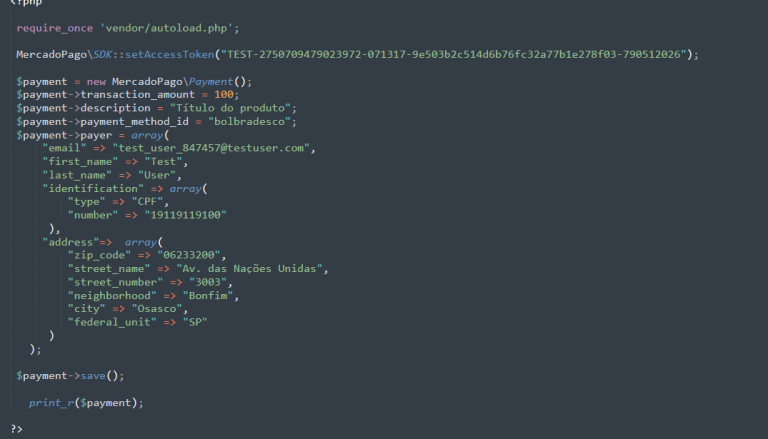 <?php
require_once 'vendor/autoload.php';
MercadoPago\SDK::setAccessToken("TEST-2750709479023972-071317-9e503b2c514d6b76fc32a77b1e278f03-790512026");
$payment = new MercadoPago\Payment();
$payment->transaction_amount = 100;
$payment->description = "Título do produto";
$payment->payment_method_id = "bolbradesco";
$payment->payer = array(
"email" => "test_user_847457@testuser.com",
"first_name" => "Test",
"last_name" => "User",
"identification" => array(
"type" => "CPF",
"number" => "19119119100"
),
"address"=>  array(
"zip_code" => "06233200",
"street_name" => "Av. das Nações Unidas",
"street_number" => "3003",
"neighborhood" => "Bonfim",
"city" => "Osasco",
"federal_unit" => "SP"
)
);
$payment->save();
print_r($payment);
?>